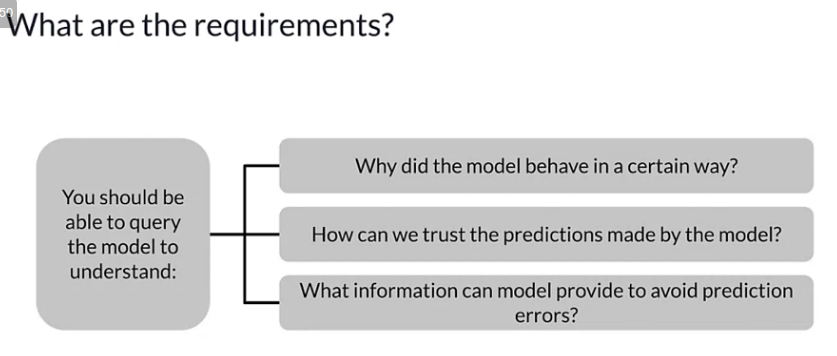 50
What are the requirements?
You should be
able to query
the model to
understand:
Why did the model behave in a certain way?
How can we trust the predictions made by the model?
What information can model provide to avoid prediction
errors?